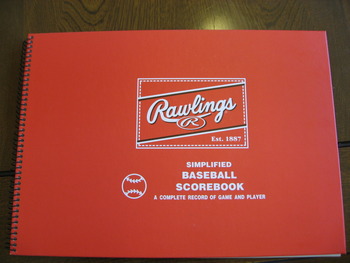 Rawlings
R
Est. 1887
SIMPLIFIED
BASEBALL
SCOREBOOK
A COMPLETE RECORD OF GAME AND PLAYER